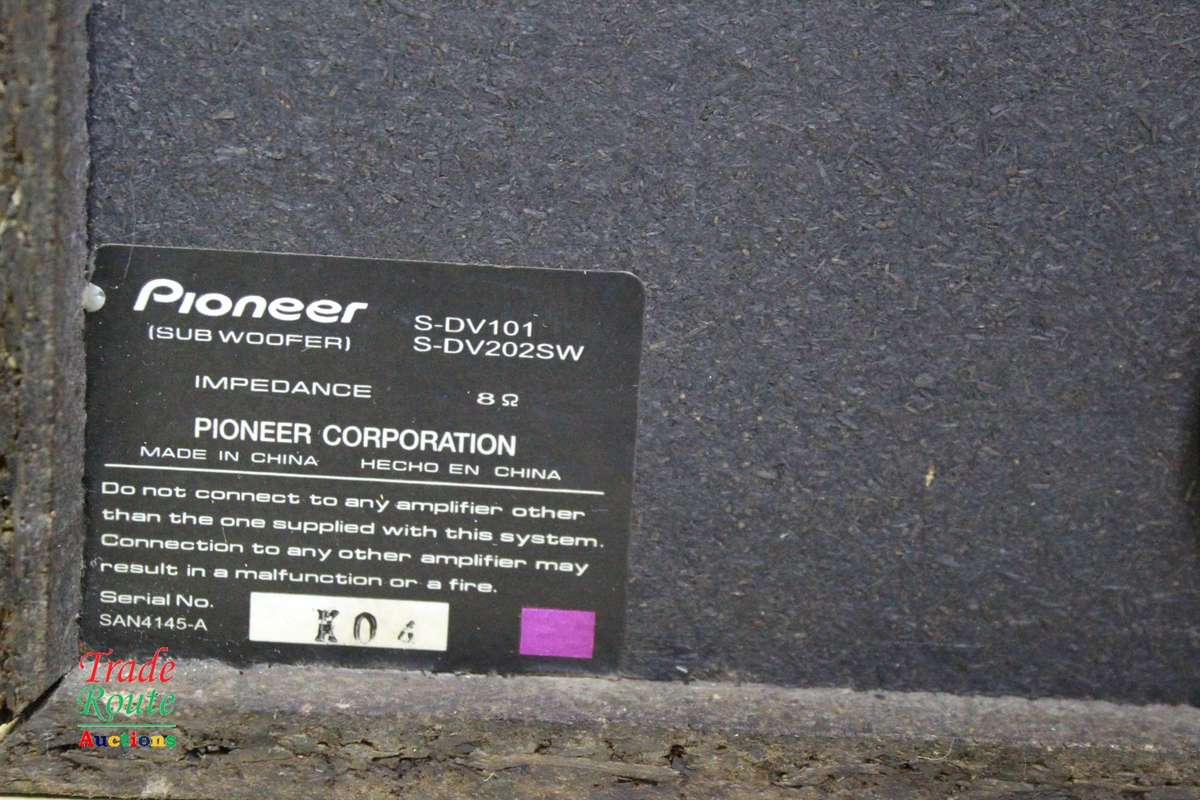 Pioneer
(SUB WOOFER)
S-DV101
S-DV202SW
IMPEDANCE 8 Ω
PIONEER CORPORATION
MADE IN CHINA HECHO EN CHINA
Do not connect to any amplifier other
than the one supplied with this system.
Connection to any other amplifier may
result in a malfunction or a fire.
Serial No.
SAN4145-A
Trade
Route
Auctions